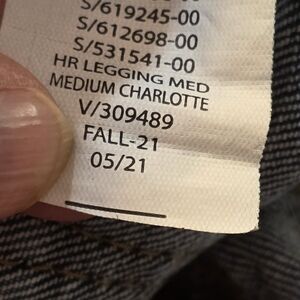 S/619245-00
S/612698-00
S/531541-00
HR LEGGING MED
MEDIUM CHARLOTTE
V/309489
FALL-21
05/21